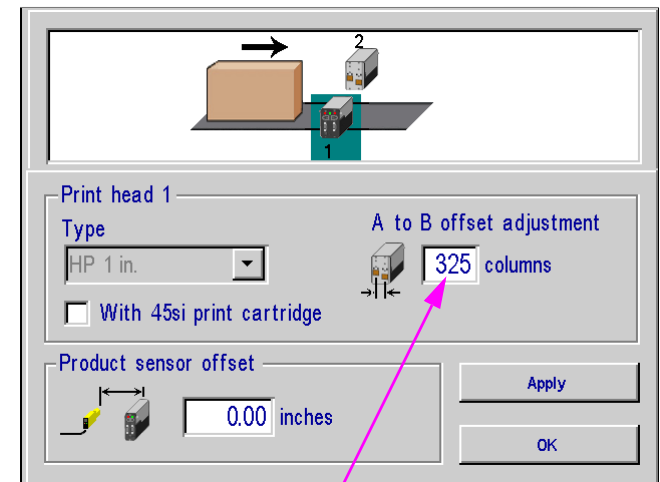 2
1
Print head 1
Type
A to B offset adjustment
HP 1 in.
325 columns
With 45si print cartridge
Product sensor offset
0.00 inches
Apply
OK